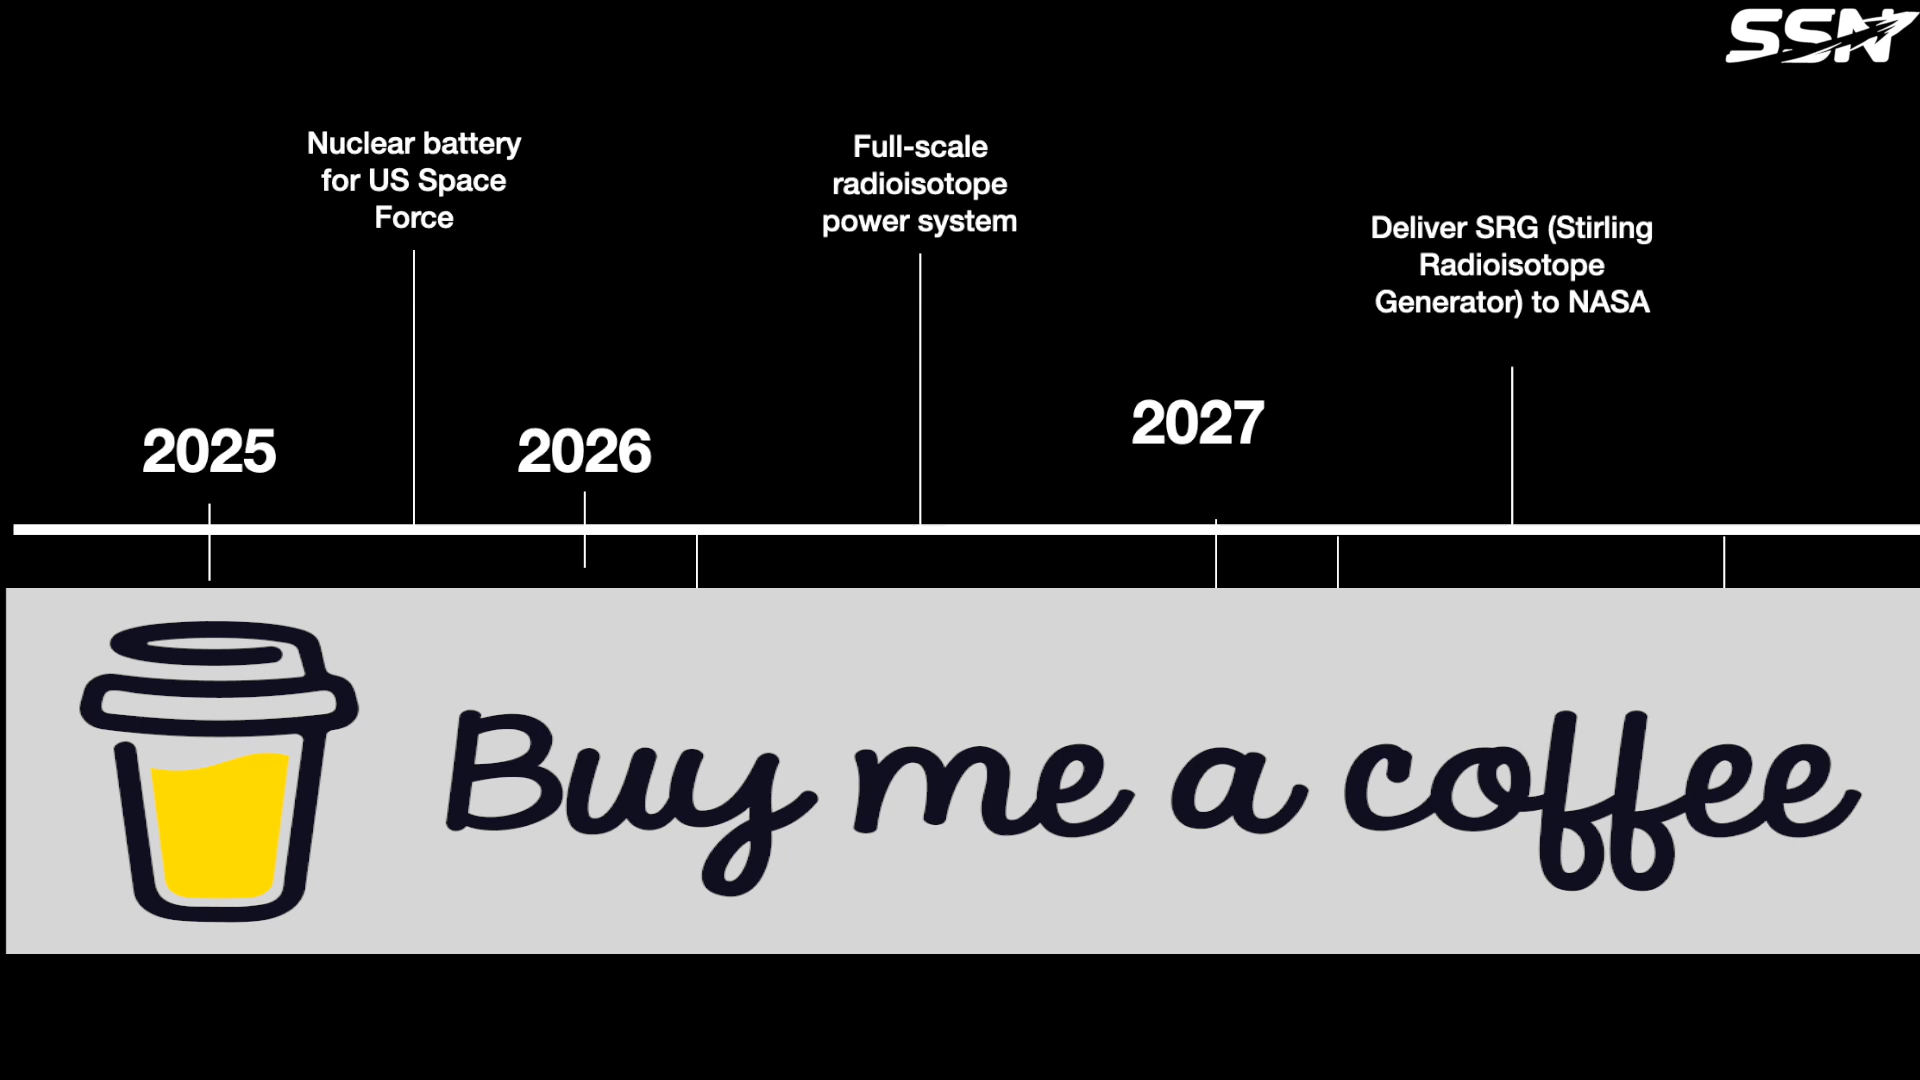 SSN
Nuclear battery
for US Space
Force
Full-scale
radioisotope
power system
Deliver SRG (Stirling
Radioisotope
Generator) to NASA
2025
2026
2027
Buy me a coffee